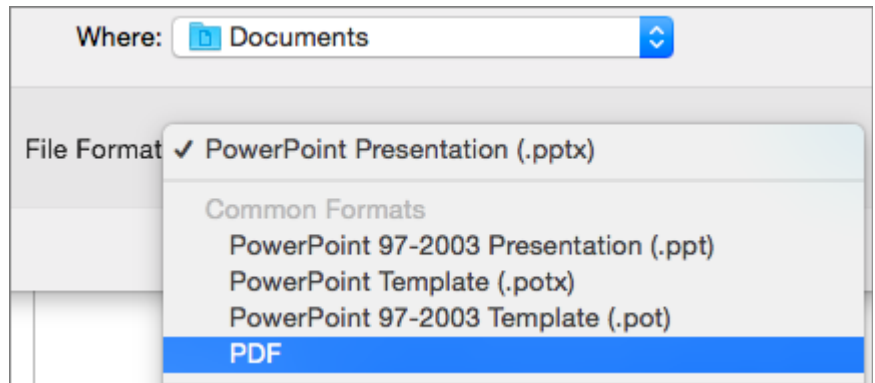 Where: Documents
File Format ✓ PowerPoint Presentation (.pptx)
Common Formats
PowerPoint 97-2003 Presentation (.ppt)
PowerPoint Template (.potx)
PowerPoint 97-2003 Template (.pot)
PDF